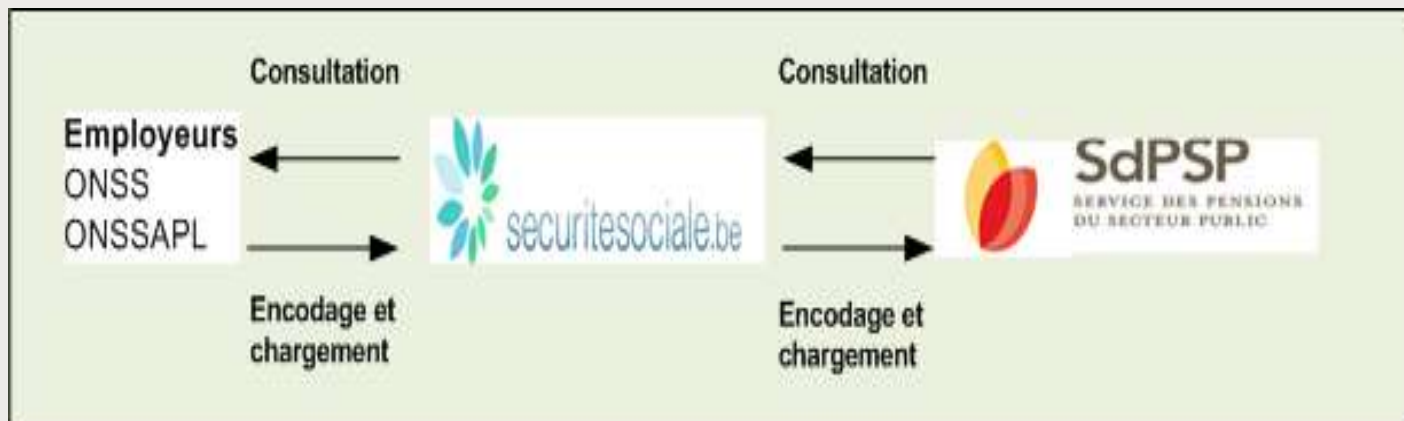 Consultation
Consultation
Employeurs
ONSS
ONSSAPL
securitesociale.be
SdPSP
SERVICE DES PENSIONS
DU SECTEUR PUBLIC
Encodage et
chargement
Encodage et
chargement